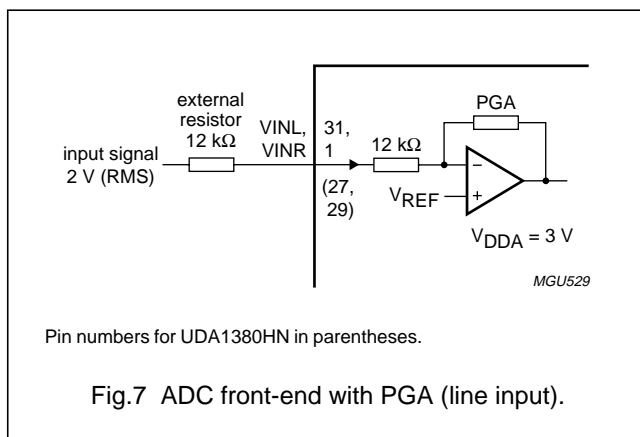 external
resistor
12 kΩ
input signal
2 V (RMS)
VINL,
VINR
31,
1
(27,
29)
12 kΩ
PGA
−
+
VREF
VDDA = 3 V
MGU529
Pin numbers for UDA1380HN in parentheses.
Fig.7 ADC front-end with PGA (line input).